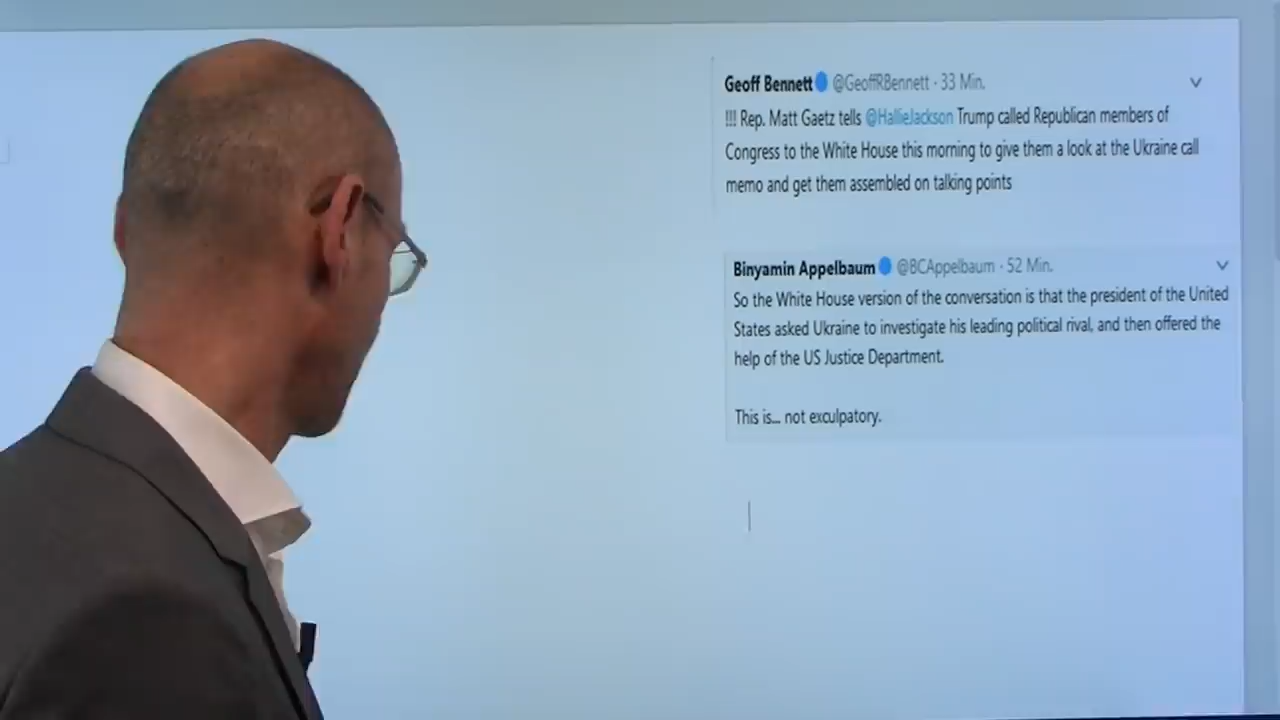 Geoff Bennett @GeoffRBennett · 33 Min.
!!! Rep. Matt Gaetz tells @HallieJackson Trump called Republican members of
Congress to the White House this morning to give them a look at the Ukraine call
memo and get them assembled on talking points
Binyamin Appelbaum @BCAppelbaum · 52 Min.
So the White House version of the conversation is that the president of the United
States asked Ukraine to investigate his leading political rival, and then offered the
help of the US Justice Department.
This is... not exculpatory.